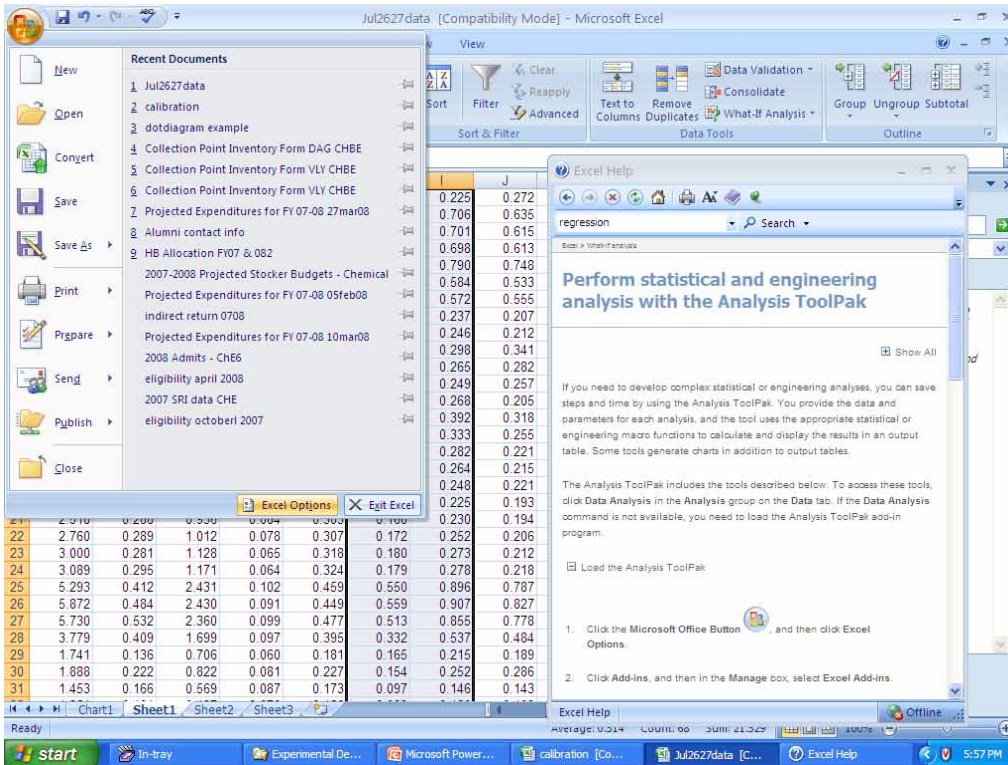 Jul2627data [Compatibility Mode] - Microsoft Excel
View
Recent Documents
New
Open
Convert
Save
Save As
Print
Prepare
Send
Publish
Close
1 Jul2627data
2 calibration
3 dotdiagram example
4 Collection Point Inventory Form DAG CHBE
5 Collection Point Inventory Form VLY CHBE
6 Collection Point Inventory Form VLY CHBE
7 Projected Expenditures for FY 07-08 27mar08
8 Alumni contact info
9 HB Allocation FY07 & 082
2007-2008 Projected Stocker Budgets - Chemical
Projected Expenditures for FY 07-08 05feb08
indirect return 0708
Projected Expenditures for FY 07-08 10mar08
2008 Admits - ChE6
eligibility april 2008
2007 SRI data CHE
eligibility octoberl 2007
Excel Options
Exit Excel
Sort
Filter
Clear
Reapply
Advanced
Sort & Filter
Text to Columns
Remove Duplicates
Data Validation
Consolidate
What-If Analysis
Data Tools
Group
Ungroup
Subtotal
Outline
I J
0.225 0.272
0.706 0.635
0.701 0.615
0.698 0.613
0.790 0.748
0.584 0.533
0.572 0.555
0.237 0.207
0.246 0.212
0.298 0.341
0.265 0.282
0.249 0.257
0.268 0.205
0.392 0.318
0.333 0.255
0.282 0.221
0.264 0.215
0.248 0.221
0.225 0.193
0.230 0.194
22 2.760 0.289 1.012 0.078 0.307 0.172 0.252 0.206
23 3.000 0.281 1.128 0.065 0.318 0.180 0.273 0.212
24 3.089 0.295 1.171 0.064 0.324 0.179 0.278 0.218
25 5.293 0.412 2.431 0.102 0.459 0.550 0.896 0.787
26 5.872 0.484 2.430 0.091 0.449 0.559 0.907 0.827
27 5.730 0.532 2.360 0.099 0.477 0.513 0.855 0.778
28 3.779 0.409 1.699 0.097 0.395 0.332 0.537 0.484
29 1.741 0.136 0.706 0.060 0.181 0.165 0.215 0.189
30 1.888 0.222 0.822 0.081 0.227 0.154 0.252 0.286
31 1.453 0.166 0.569 0.087 0.173 0.097 0.146 0.143
Chart1 Sheet1 Sheet2 Sheet3
Ready
Excel Help
regression
Search
Excel > What-if analysis
Perform statistical and engineering
analysis with the Analysis ToolPak
Show All
If you need to develop complex statistical or engineering analyses, you can save
steps and time by using the Analysis ToolPak. You provide the data and
parameters for each analysis, and the tool uses the appropriate statistical or
engineering macro functions to calculate and display the results in an output
table. Some tools generate charts in addition to output tables.
The Analysis ToolPak includes the tools described below. To access these tools,
click Data Analysis in the Analysis group on the Data tab. If the Data Analysis
command is not available, you need to load the Analysis ToolPak add-in
program.
Load the Analysis ToolPak
1. Click the Microsoft Office Button , and then click Excel
Options.
2. Click Add-ins, and then in the Manage box, select Excel Add-ins.
Excel Help
Offline
Average: 0.314 Count: 68 Sum: 21.329 100%
start
In-tray
Experimental De...
Microsoft Power...
calibration [Co...
Jul2627data [C...
Excel Help
5:57 PM